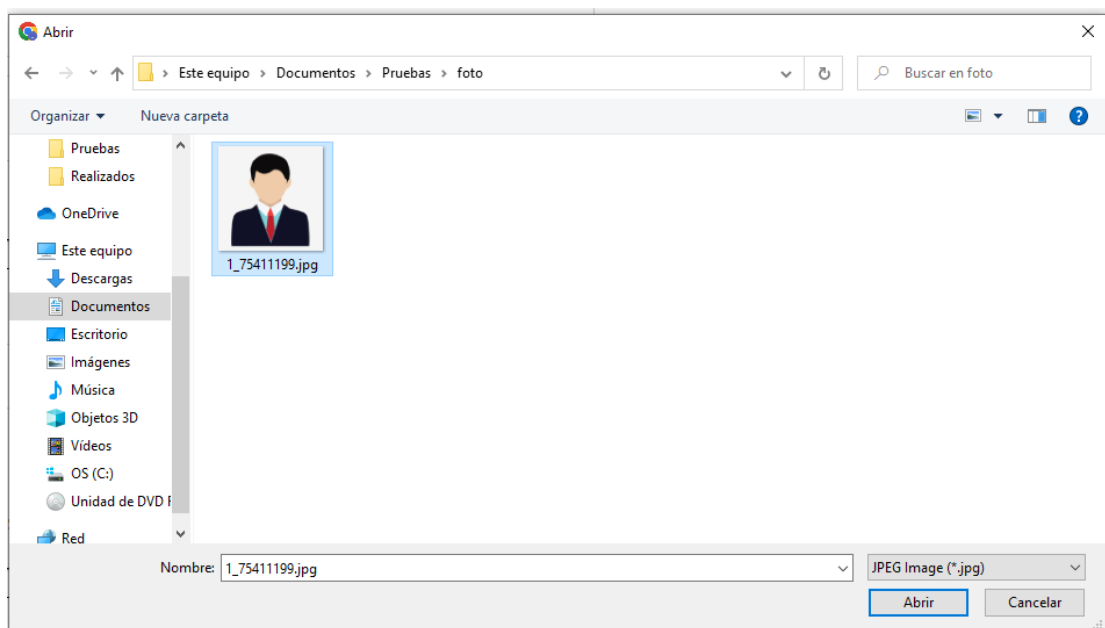 Abrir
Este equipo > Documentos > Pruebas > foto
Buscar en foto
Organizar
Nueva carpeta
Pruebas
Realizados
OneDrive
Este equipo
Descargas
Documentos
Escritorio
Imágenes
Música
Objetos 3D
Vídeos
OS (C:)
Unidad de DVD
Red
1_75411199.jpg
Nombre: 1_75411199.jpg
JPEG Image (*.jpg)
Abrir
Cancelar